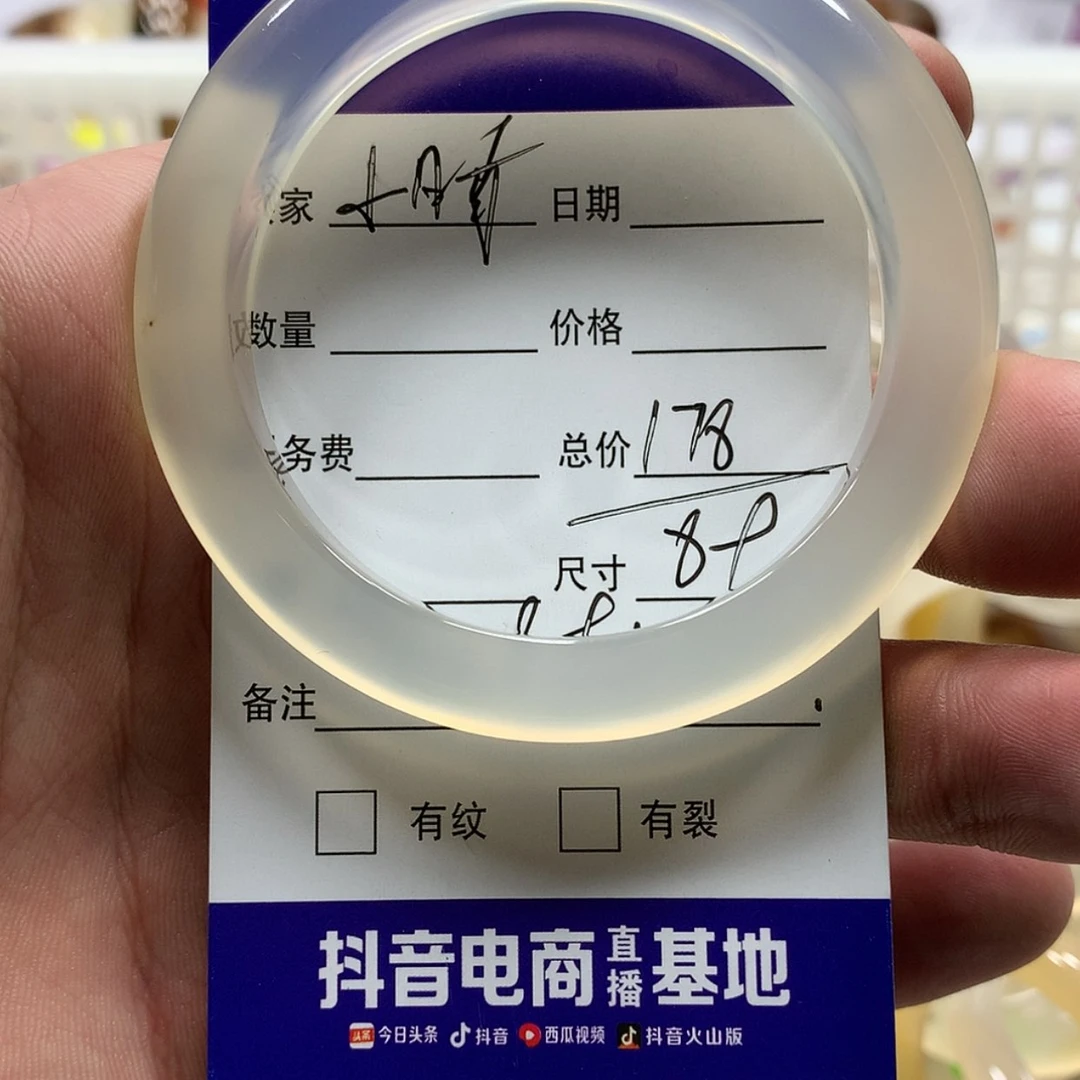 家 日期
数量 价格
务费 总价 178
尺寸
备注
有纹 有裂
抖音电商直播基地
今日头条 抖音 西瓜视频 抖音火山版